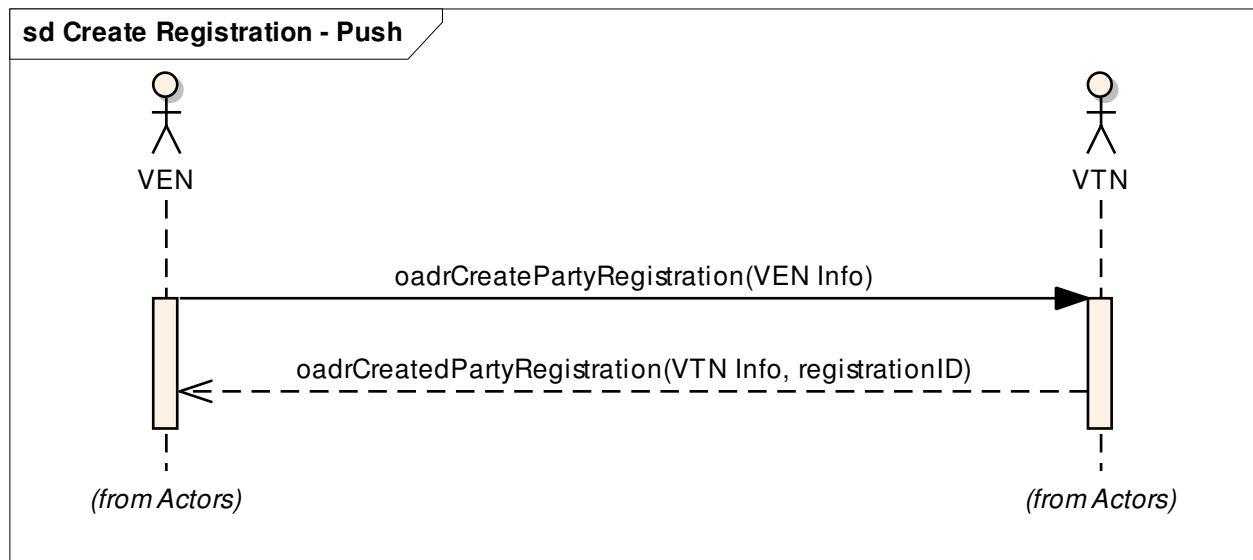 sd Create Registration - Push
VEN
VTN
oadrCreatePartyRegistration(VEN Info)
oadrCreatedPartyRegistration(VTN Info, registrationID)
(from Actors)
(from Actors)